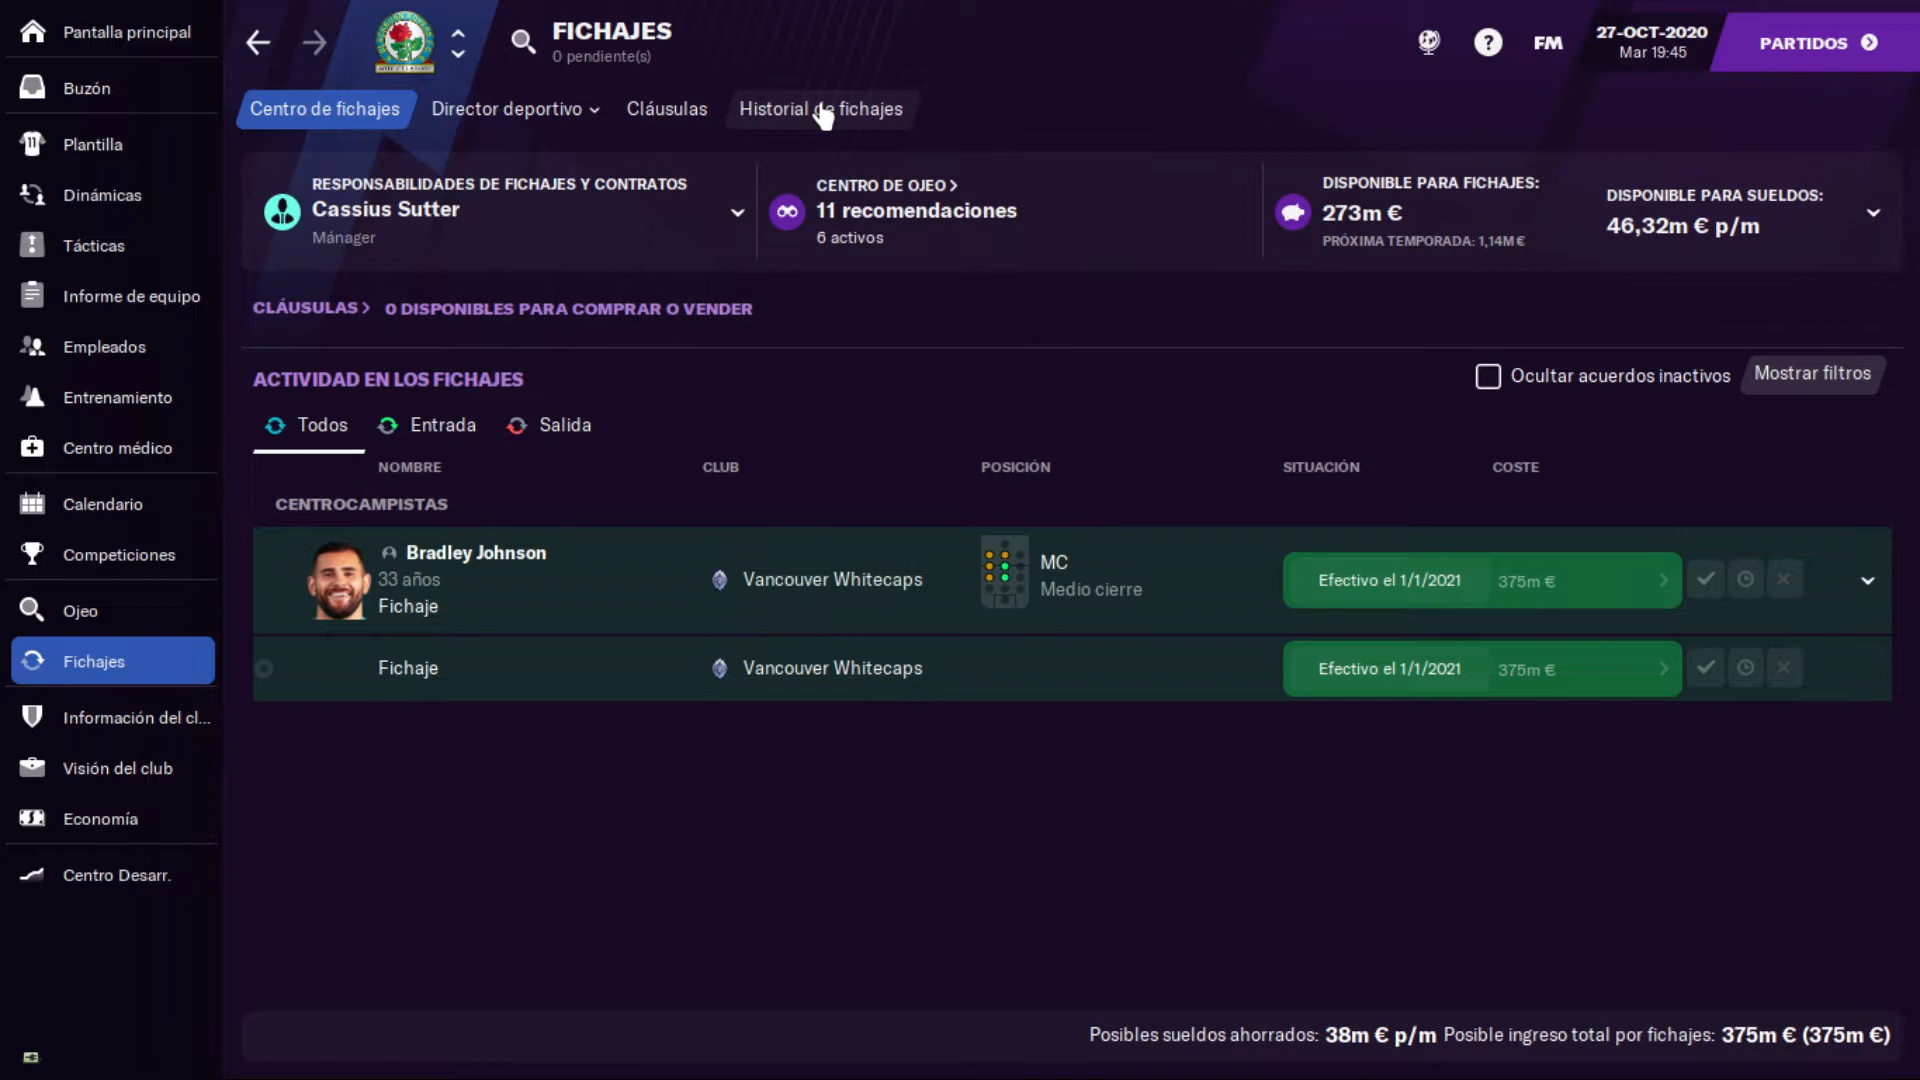 Pantalla principal
Buzón
Plantilla
Dinámicas
Tácticas
Informe de equipo
Empleados
Entrenamiento
Centro médico
Calendario
Competiciones
Ojeo
Fichajes
Información del cl...
Visión del club
Economía
Centro Desarr.
FICHAJES
0 pendiente(s)
FM
27-OCT-2020
Mar 19:45
PARTIDOS
Centro de fichajes
Director deportivo
Cláusulas
Historial de fichajes
RESPONSABILIDADES DE FICHAJES Y CONTRATOS
Cassius Sutter
Mánager
CENTRO DE OJEO >
11 recomendaciones
6 activos
DISPONIBLE PARA FICHAJES:
273m €
PRÓXIMA TEMPORADA: 1,14M €
DISPONIBLE PARA SUELDOS:
46,32m € p/m
CLÁUSULAS > 0 DISPONIBLES PARA COMPRAR O VENDER
ACTIVIDAD EN LOS FICHAJES
Ocultar acuerdos inactivos
Mostrar filtros
Todos
Entrada
Salida
NOMBRE CLUB POSICIÓN SITUACIÓN COSTE
CENTROCAMPISTAS
Bradley Johnson
33 años
Fichaje
Vancouver Whitecaps
MC
Medio cierre
Efectivo el 1/1/2021 375m €
Fichaje
Vancouver Whitecaps
Efectivo el 1/1/2021 375m €
Posibles sueldos ahorrados: 38m € p/m Posible ingreso total por fichajes: 375m € (375m €)